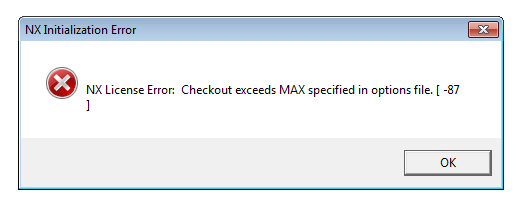 NX Initialization Error
NX License Error:  Checkout exceeds MAX specified in options file. [ -87
]
OK